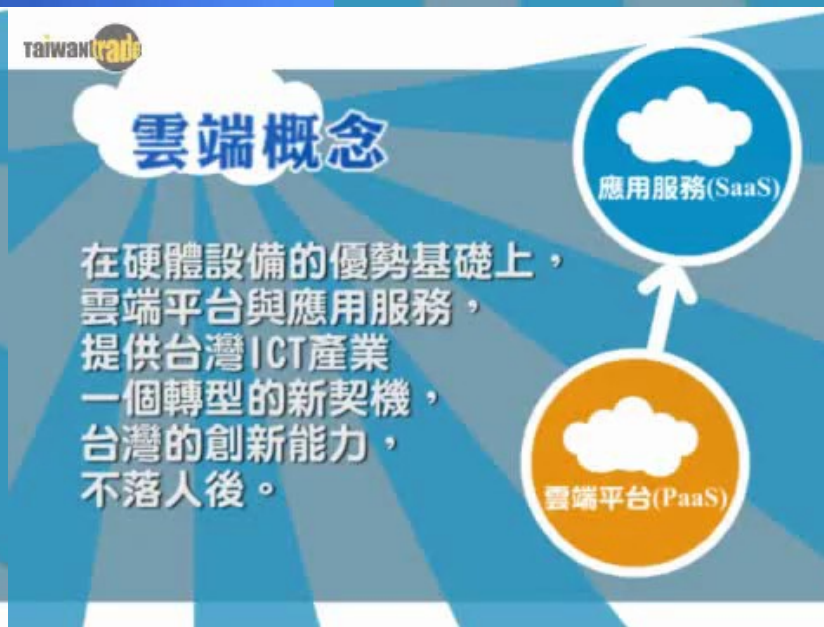 Taiwantrade
雲端概念
在硬體設備的優勢基礎上，
雲端平台與應用服務，
提供台灣ICT產業
一個轉型的新契機，
台灣的創新能力，
不落人後。
應用服務(SaaS)
雲端平台(PaaS)